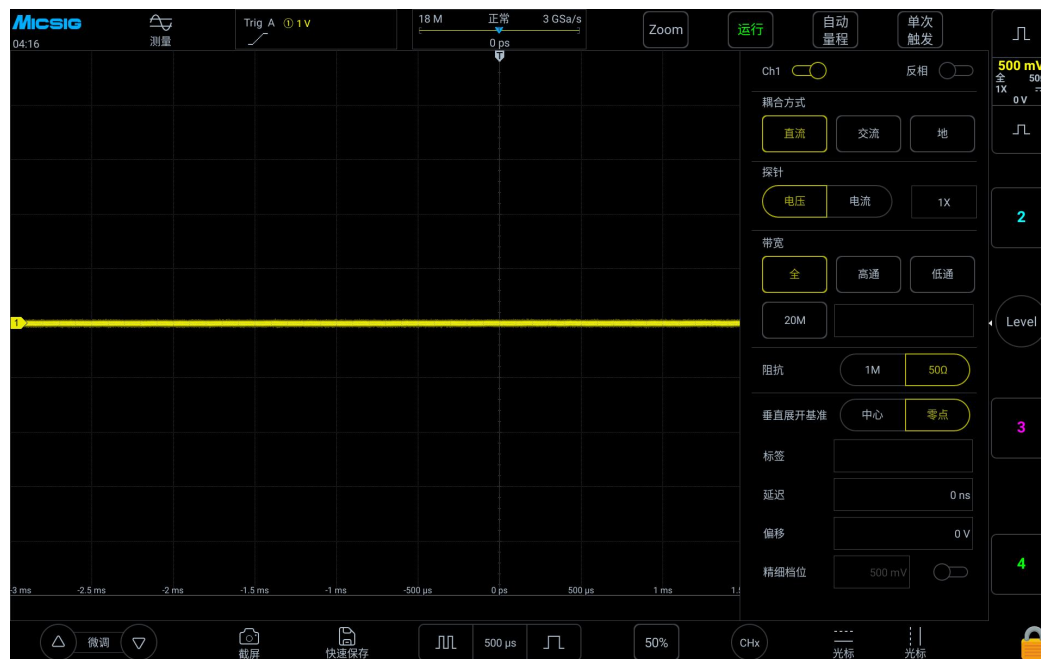 MICSIG
04:16
测量
Trig A ① 1 V
18 M 正常 3 GSa/s
0 ps
Zoom
运行
自动
量程
单次
触发
T
Ch1 反相
500 mV
全 50
1X
0 V
耦合方式
直流 交流 地
探针
电压 电流 1X
2
带宽
全 高通 低通
20M
1
Level
阻抗 1M 50Ω
垂直展开基准 中心 零点
3
标签
延迟 0 ns
偏移 0 V
精细档位 500 mV
4
-3 ms -2.5 ms -2 ms -1.5 ms -1 ms -500 μs 0 ps 500 μs 1 ms 1.
微调
截屏
快速保存
500 μs
50%
CHx
光标
光标